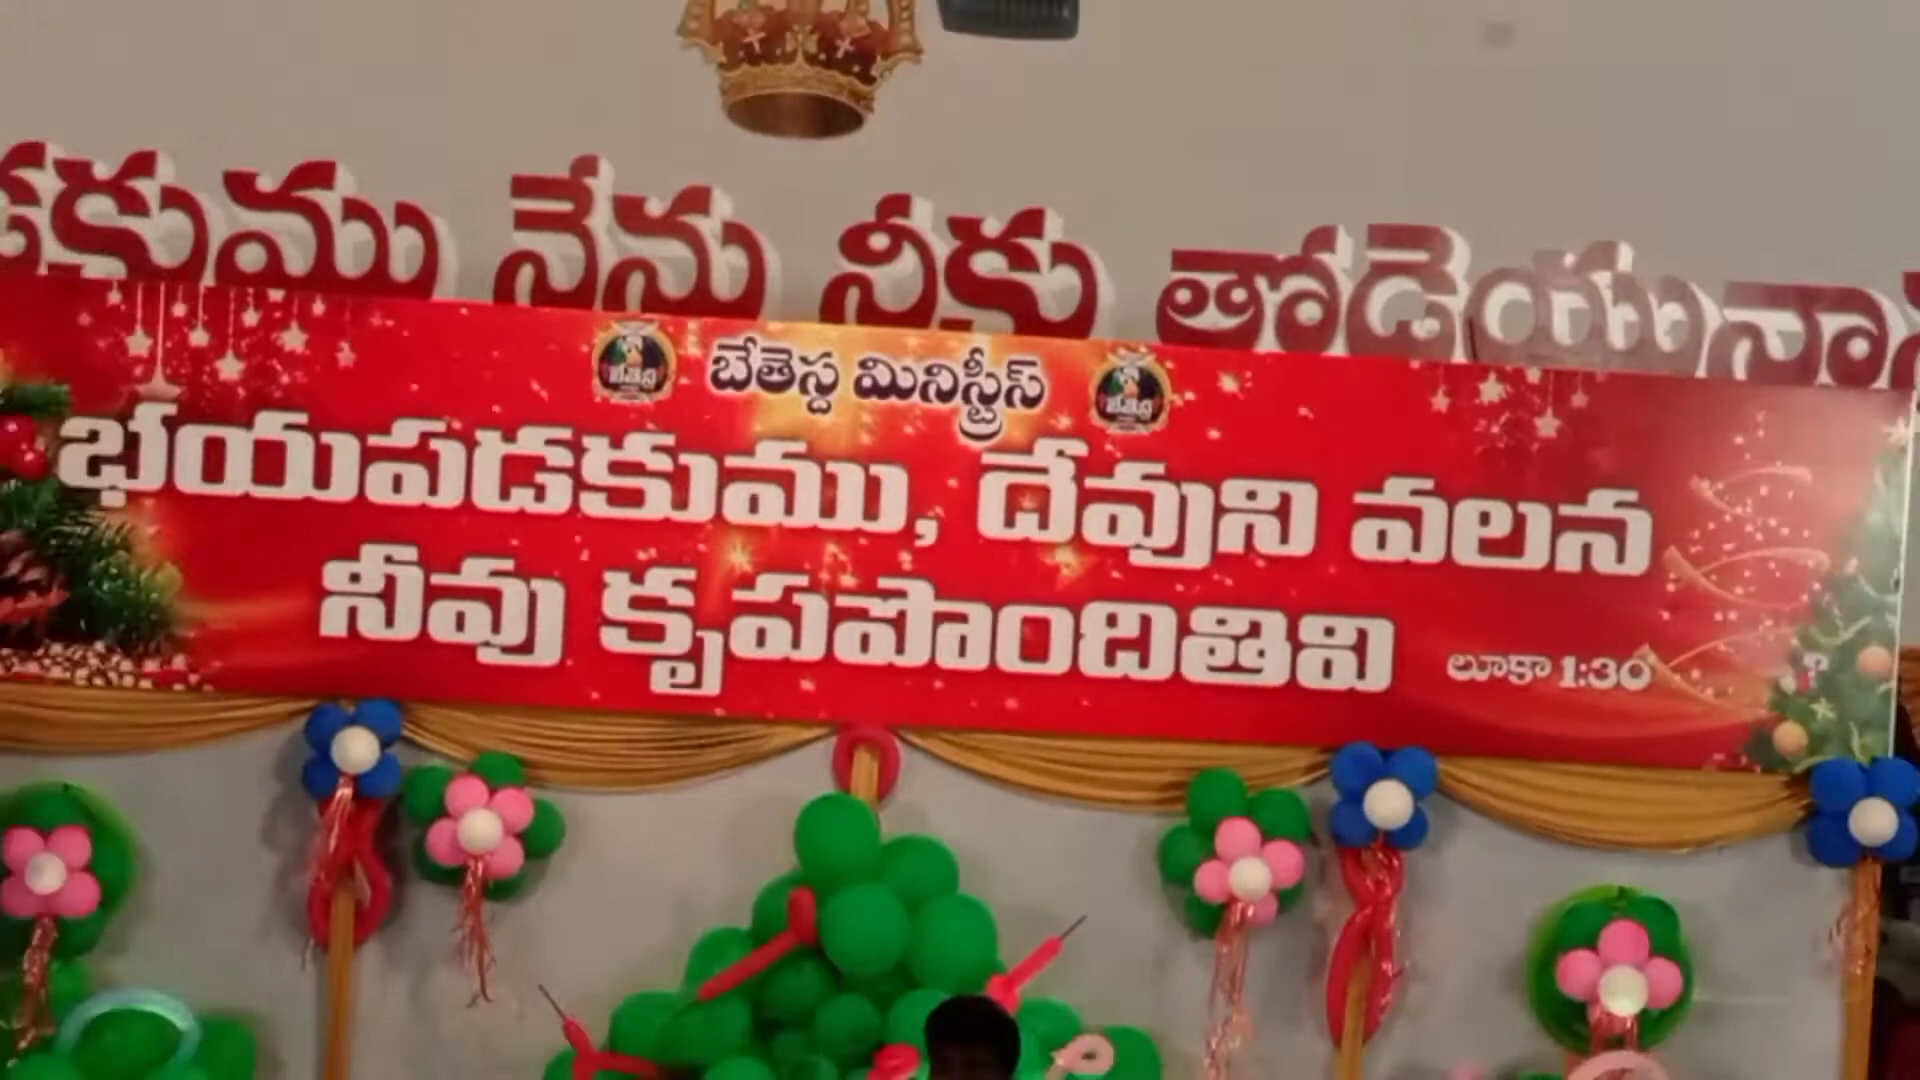 నేను నీకు
బేతెస్ద మినిస్ట్రీస్
భయపడకుము, దేవుని వలన
నీవు కృపపొందితివి లూకా 1:30